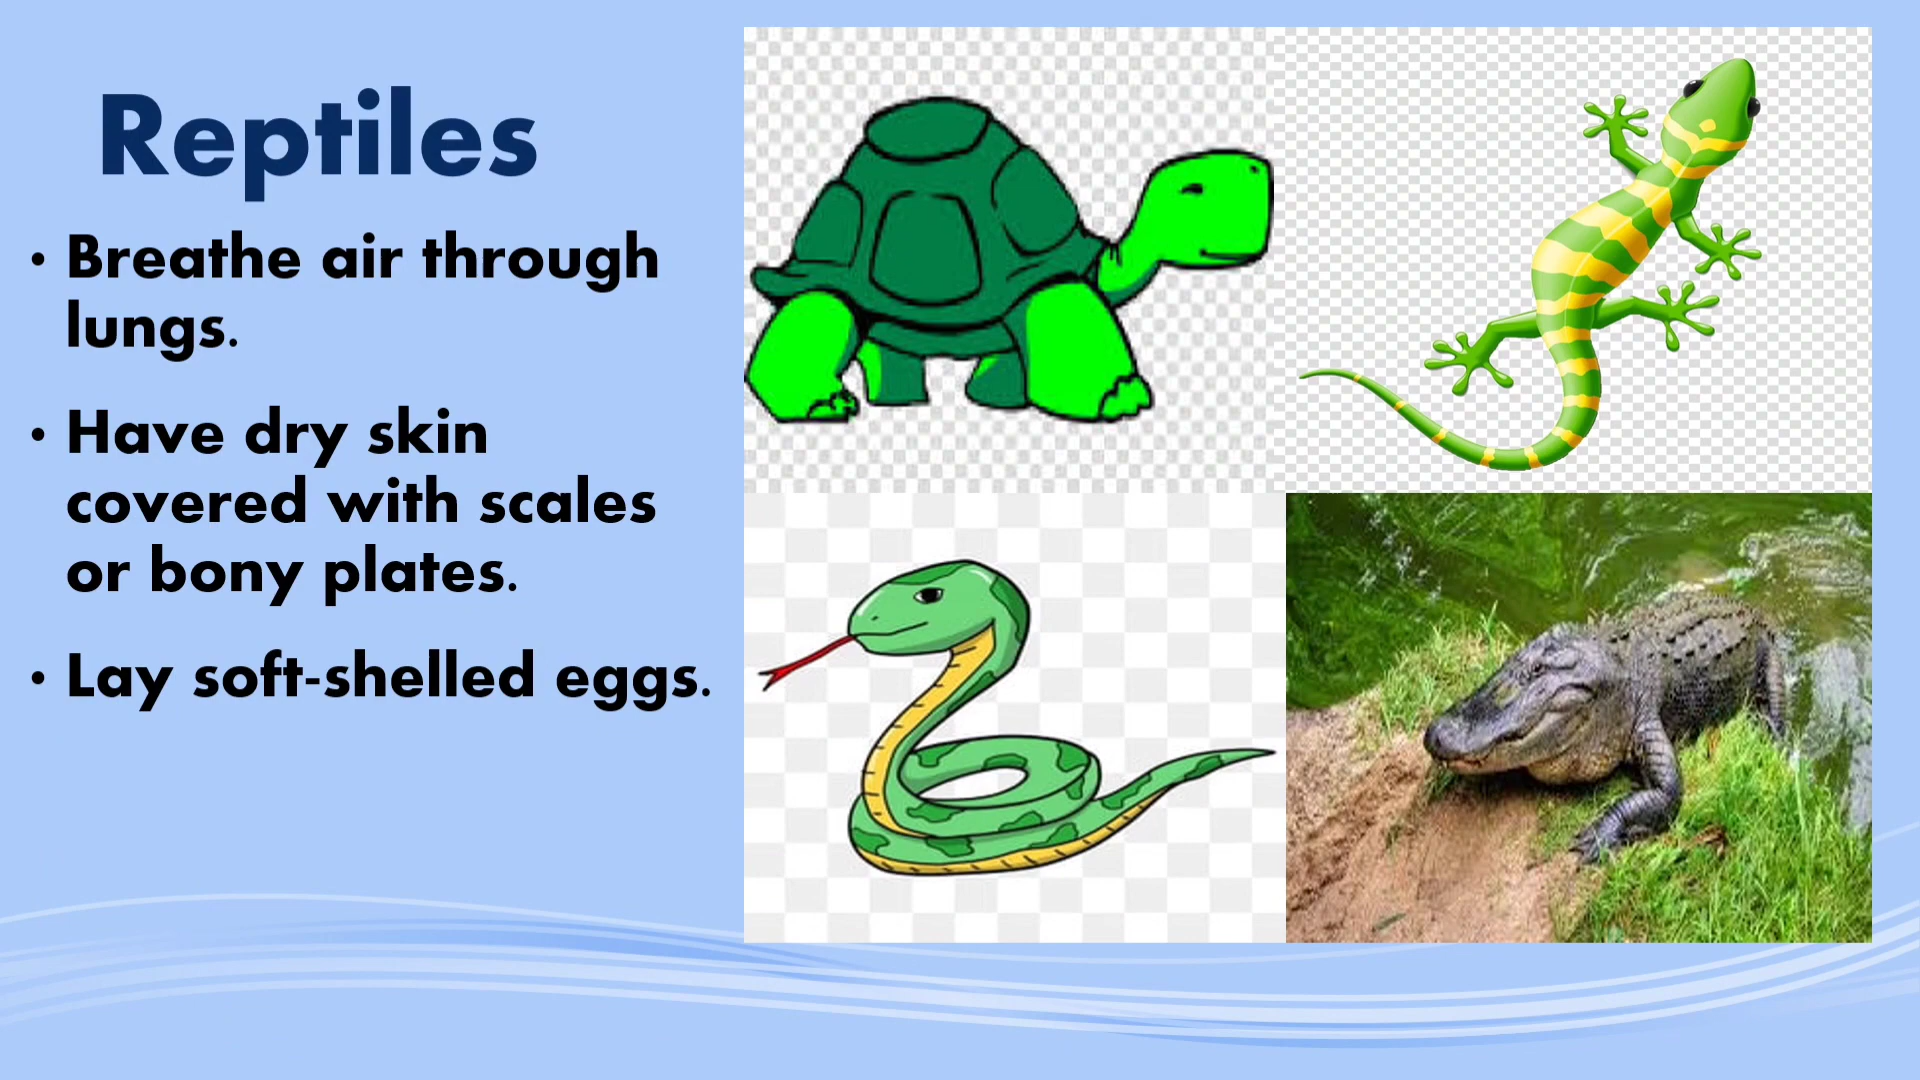 Reptiles
• Breathe air through
lungs.
• Have dry skin
covered with scales
or bony plates.
• Lay soft-shelled eggs.